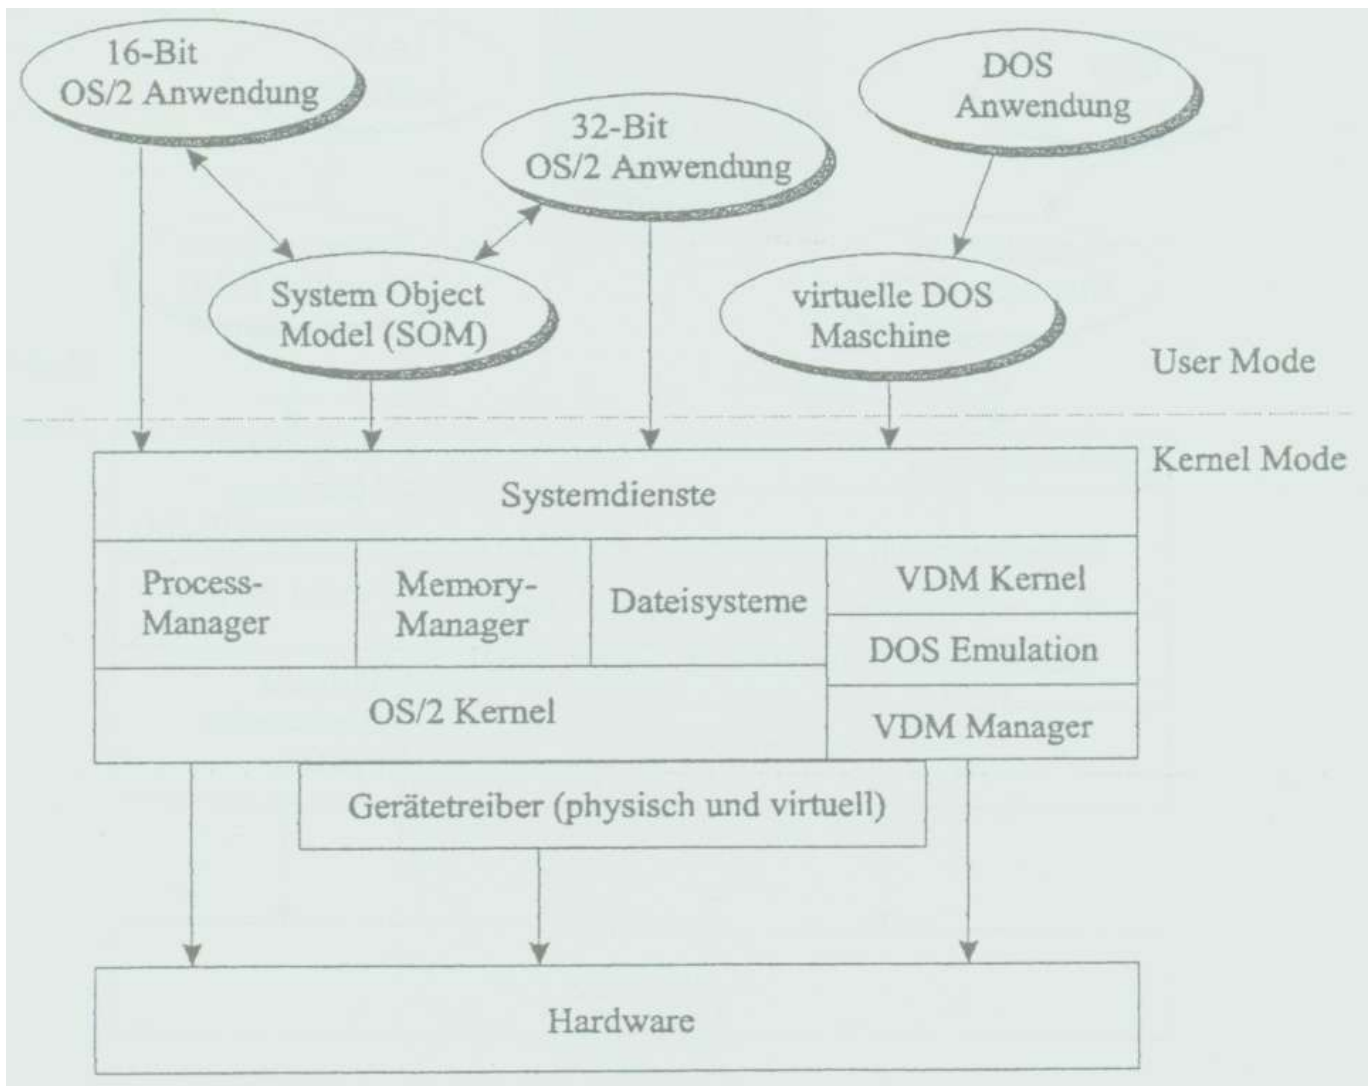 16-Bit
OS/2 Anwendung
32-Bit
OS/2 Anwendung
DOS
Anwendung
System Object
Model (SOM)
virtuelle DOS
Maschine
User Mode
Kernel Mode
Systemdienste
Process-
Manager
Memory-
Manager
Dateisysteme
VDM Kernel
DOS Emulation
OS/2 Kernel
VDM Manager
Gerätetreiber (physisch und virtuell)
Hardware